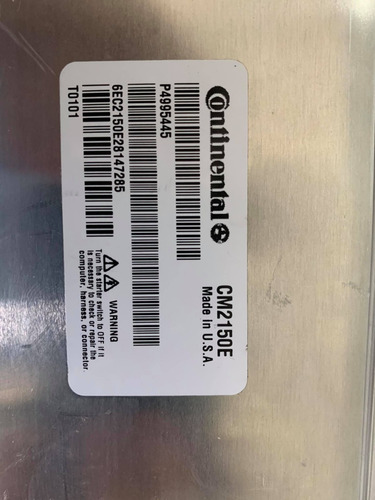 Continental
CM2150E
Made in U.S.A.
P4995445
6EC2150E28147285
T0101
WARNING
Turn the starter switch to OFF if it
is necessary to check or repair the
computer, harness, or connector.